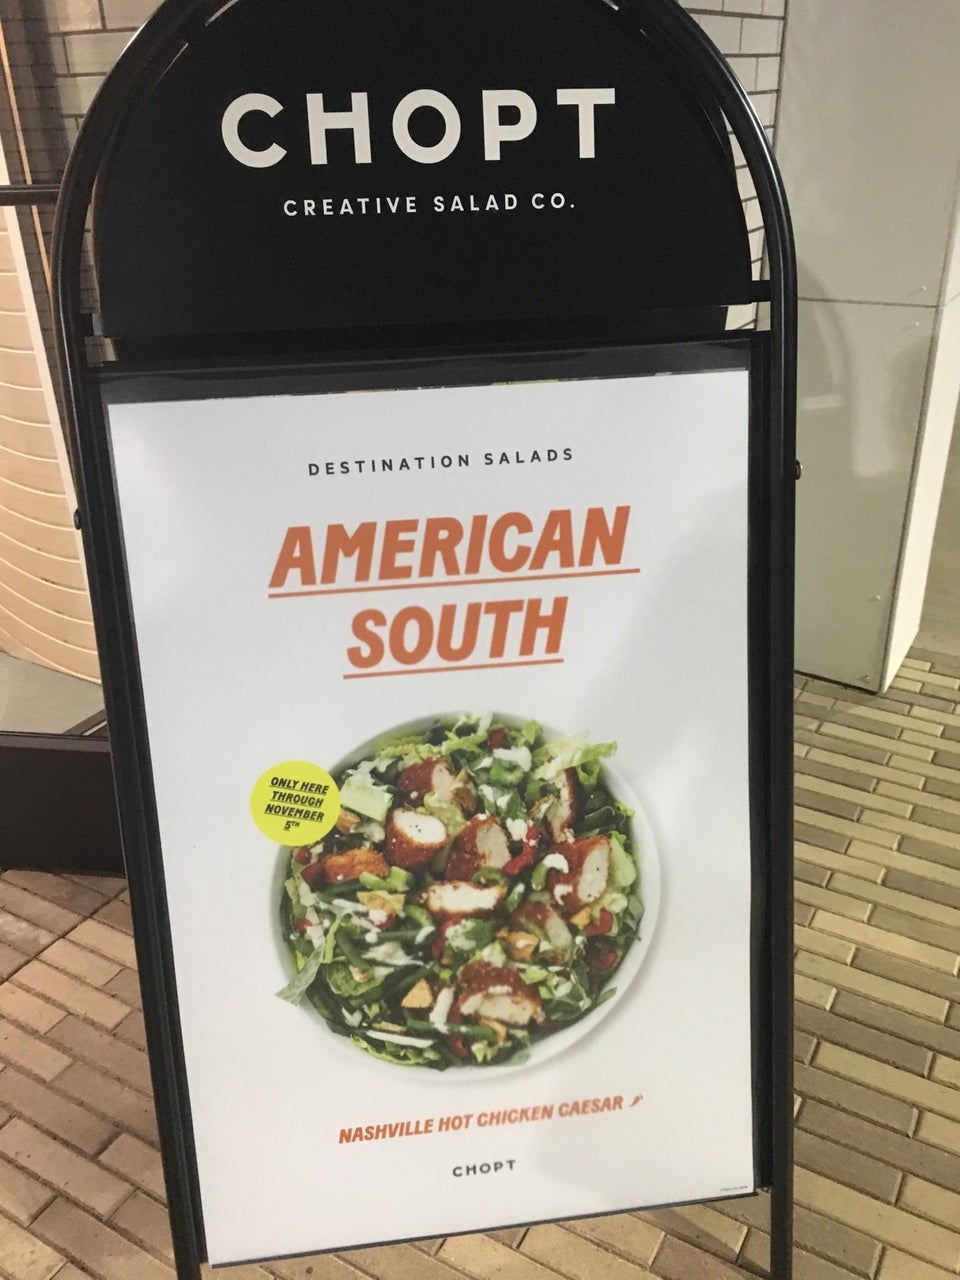 CHOPT
CREATIVE SALAD CO.
DESTINATION SALADS
AMERICAN
SOUTH
ONLY HERE
THROUGH
NOVEMBER
5TH
NASHVILLE HOT CHICKEN CAESAR
CHOPT